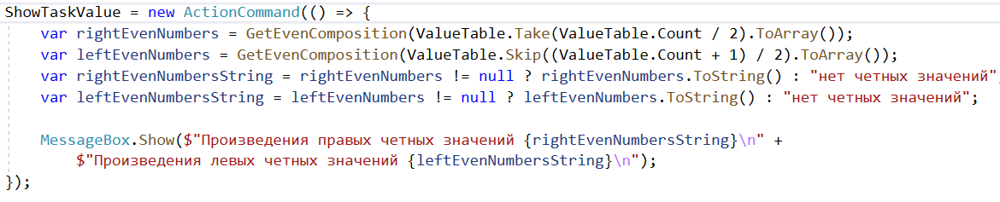 ShowTaskValue = new ActionCommand(() => {
    var rightEvenNumbers = GetEvenComposition(ValueTable.Take(ValueTable.Count / 2).ToArray());
    var leftEvenNumbers = GetEvenComposition(ValueTable.Skip((ValueTable.Count + 1) / 2).ToArray());
    var rightEvenNumbersString = rightEvenNumbers != null ? rightEvenNumbers.ToString() : "нет четных значений";
    var leftEvenNumbersString = leftEvenNumbers != null ? leftEvenNumbers.ToString() : "нет четных значений";
    MessageBox.Show($"Произведения правых четных значений {rightEvenNumbersString}\n" +
        $"Произведения левых четных значений {leftEvenNumbersString}\n");
});